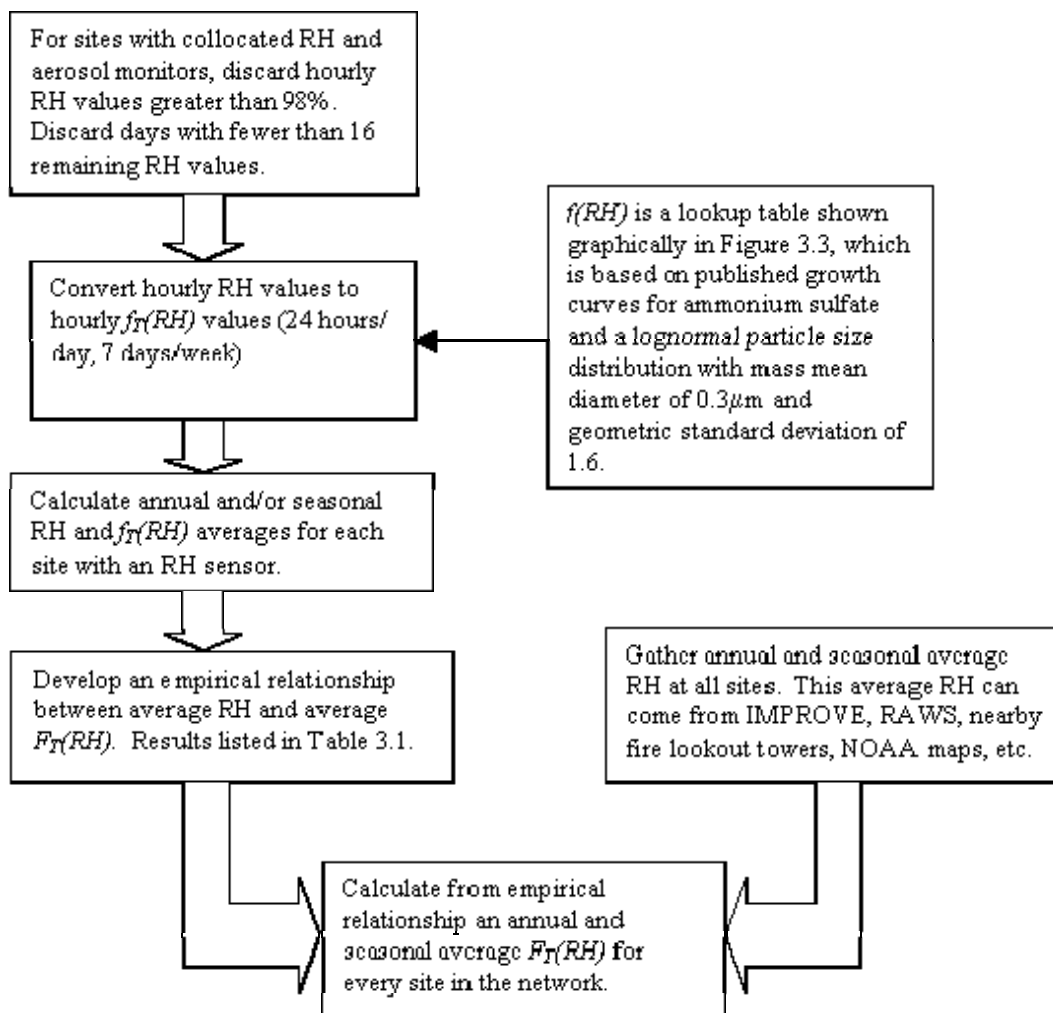 For sites with collocated RH and
aerosol monitors, discard hourly
RH values greater than 98%.
Discard days with fewer than 16
remaining RH values.
f(RH) is a lookup table shown
graphically in Figure 3.3, which
is based on published growth
curves for ammonium sulfate
and a lognormal particle size
distribution with mass mean
diameter of 0.3μm and
geometric standard deviation of
1.6.
Convert hourly RH values to
hourly fT(RH) values (24 hours/
day, 7 days/week)
Calculate annual and/or seasonal
RH and fT(RH) averages for each
site with an RH sensor.
Develop an empirical relationship
between average RH and average
FT(RH). Results listed in Table 3.1.
Gather annual and seasonal average
RH at all sites. This average RH can
come from IMPROVE, RAWS, nearby
fire lookout towers, NOAA maps, etc.
Calculate from empirical
relationship an annual and
seasonal average FT(RH) for
every site in the network.